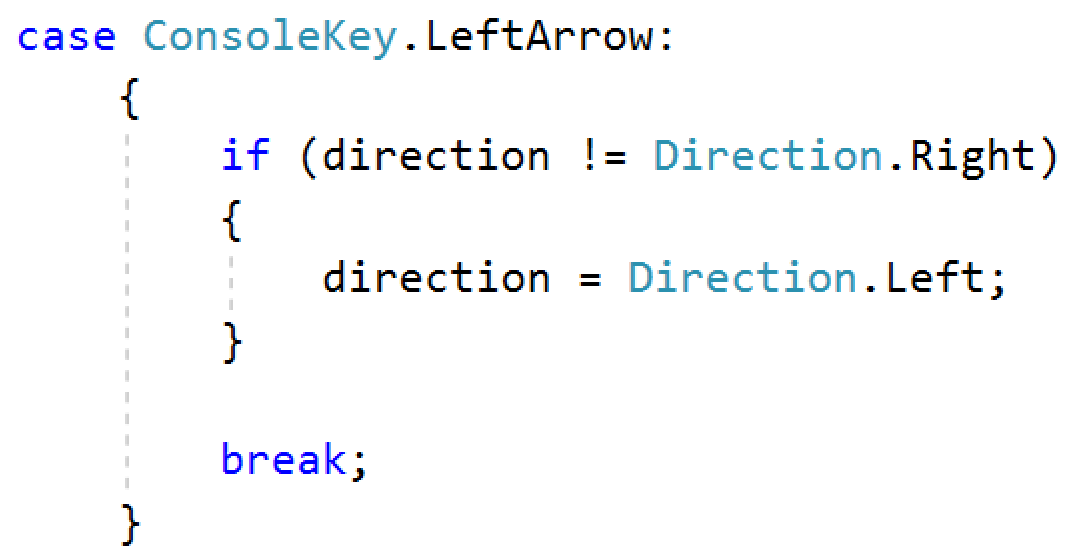 case ConsoleKey.LeftArrow:
{
if (direction != Direction.Right)
{
direction = Direction.Left;
}
break;
}